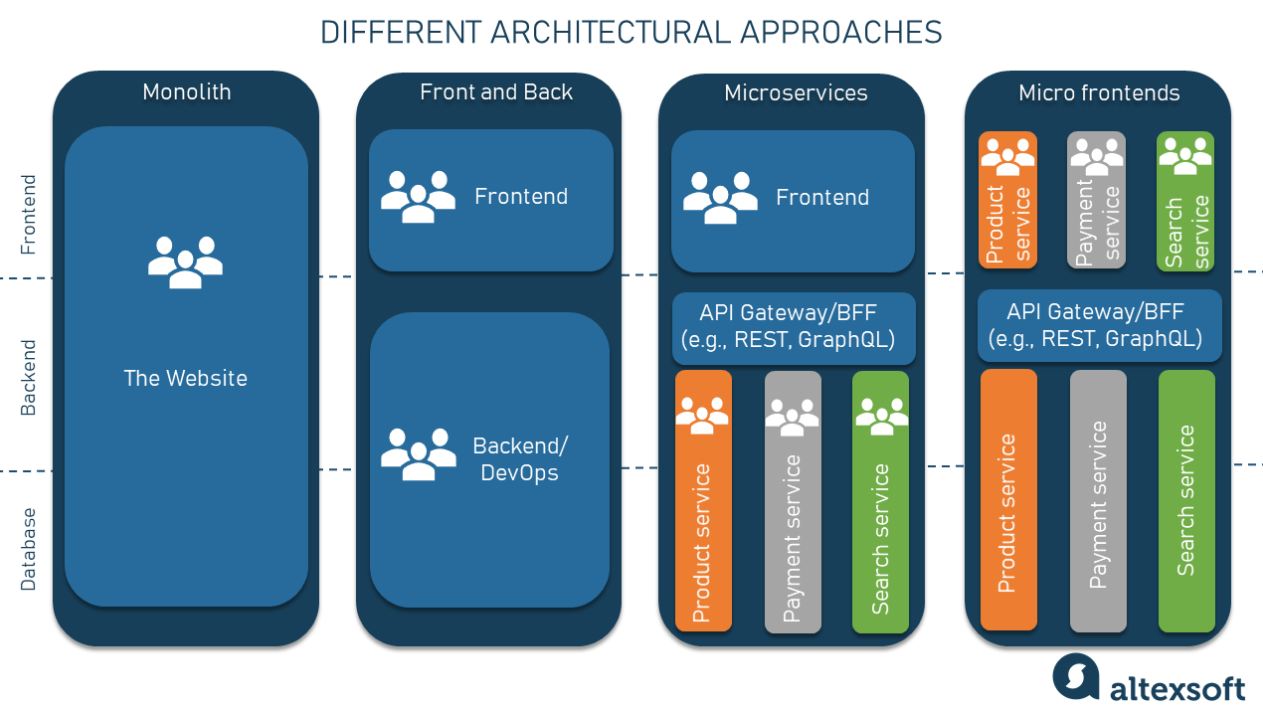 DIFFERENT ARCHITECTURAL APPROACHES
Frontend
Backend
Database
Monolith
The Website
Front and Back
Frontend
Backend/
DevOps
Microservices
Frontend
API Gateway/BFF
(e.g., REST, GraphQL)
Product service
Payment service
Search service
Micro frontends
Product
service
Payment
service
Search
service
API Gateway/BFF
(e.g., REST, GraphQL)
Product service
Payment service
Search service
altexsoft